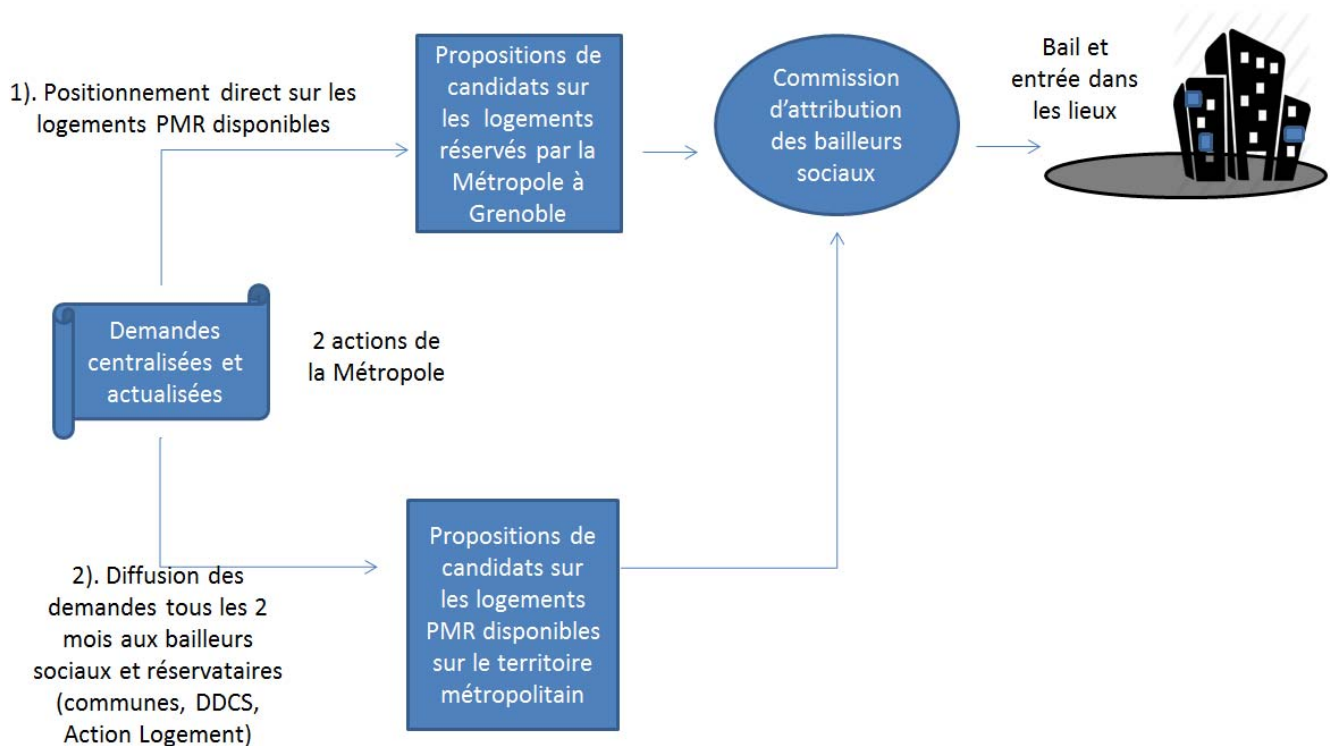 1). Positionnement direct sur les
logements PMR disponibles
Propositions de
candidats sur
les logements
réservés par la
Métropole à
Grenoble
Commission
d'attribution
des bailleurs
sociaux
Bail et
entrée dans
les lieux
Demandes
centralisées et
actualisées
2 actions de
la Métropole
2). Diffusion des
demandes tous les 2
mois aux bailleurs
sociaux et réservataires
(communes, DDCS,
Action Logement)
Propositions de
candidats sur
les logements
PMR disponibles
sur le territoire
métropolitain